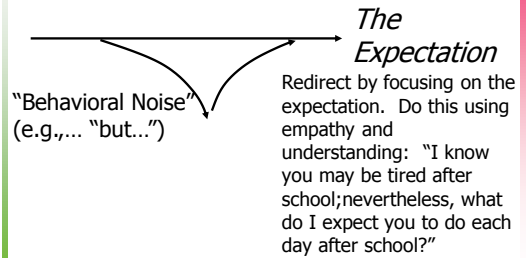 The
Expectation
"Behavioral Noise"
(e.g.,... "but...")
Redirect by focusing on the
expectation.  Do this using
empathy and
understanding:  "I know
you may be tired after
school;nevertheless, what
do I expect you to do each
day after school?"